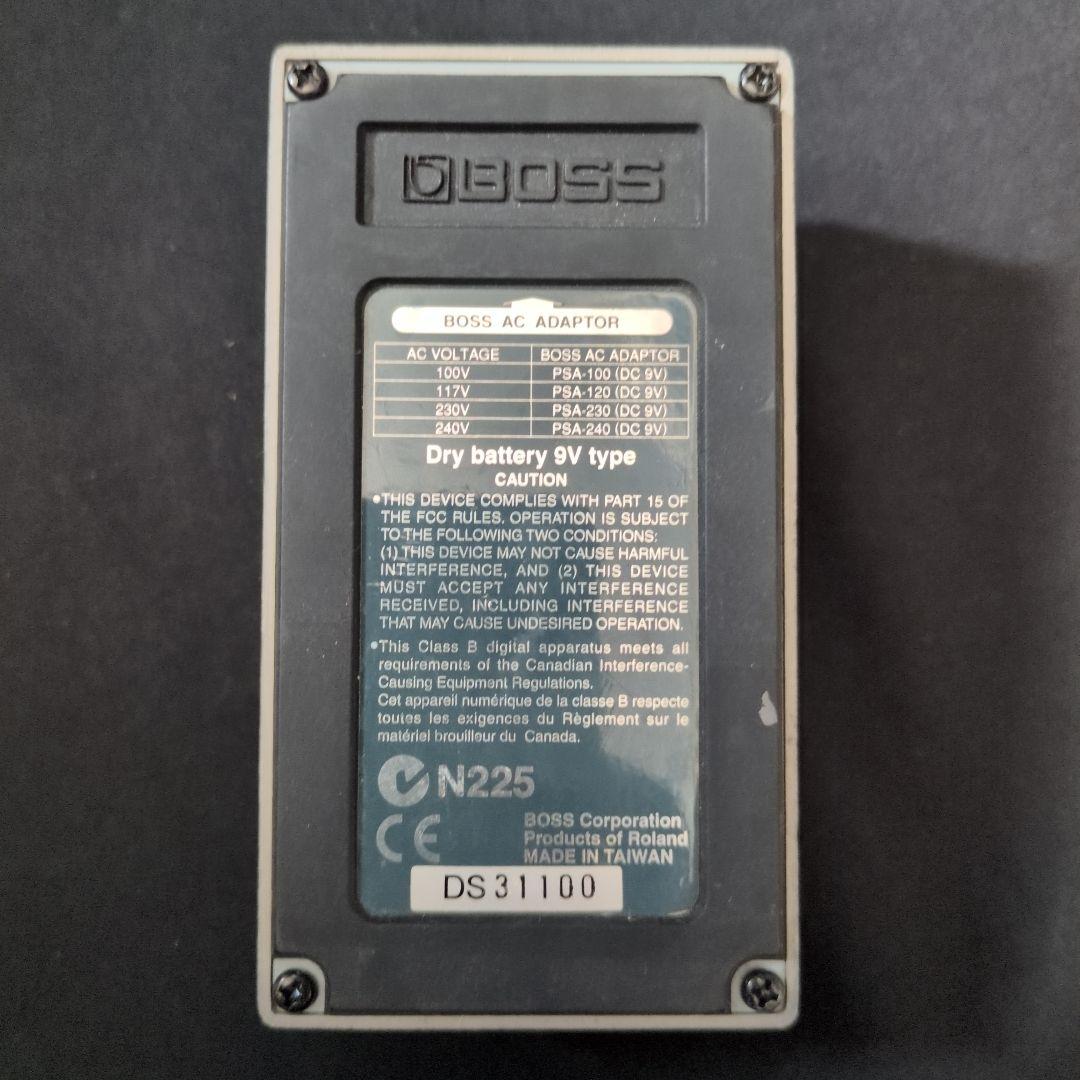 BOSS
BOSS AC ADAPTOR
AC VOLTAGE BOSS AC ADAPTOR
100V PSA-100 (DC 9V)
117V PSA-120 (DC 9V)
230V PSA-230 (DC 9V)
240V PSA-240 (DC 9V)
Dry battery 9V type
CAUTION
•THIS DEVICE COMPLIES WITH PART 15 OF
THE FCC RULES. OPERATION IS SUBJECT
TO THE FOLLOWING TWO CONDITIONS:
(1) THIS DEVICE MAY NOT CAUSE HARMFUL
INTERFERENCE, AND (2) THIS DEVICE
MUST ACCEPT ANY INTERFERENCE
RECEIVED, INCLUDING INTERFERENCE
THAT MAY CAUSE UNDESIRED OPERATION.
•This Class B digital apparatus meets all
requirements of the Canadian Interference-
Causing Equipment Regulations.
Cet appareil numérique de la classe B respecte
toutes les exigences du Règlement sur le
matériel brouilleur du Canada.
N225
CE
BOSS Corporation
Products of Roland
MADE IN TAIWAN
DS31100